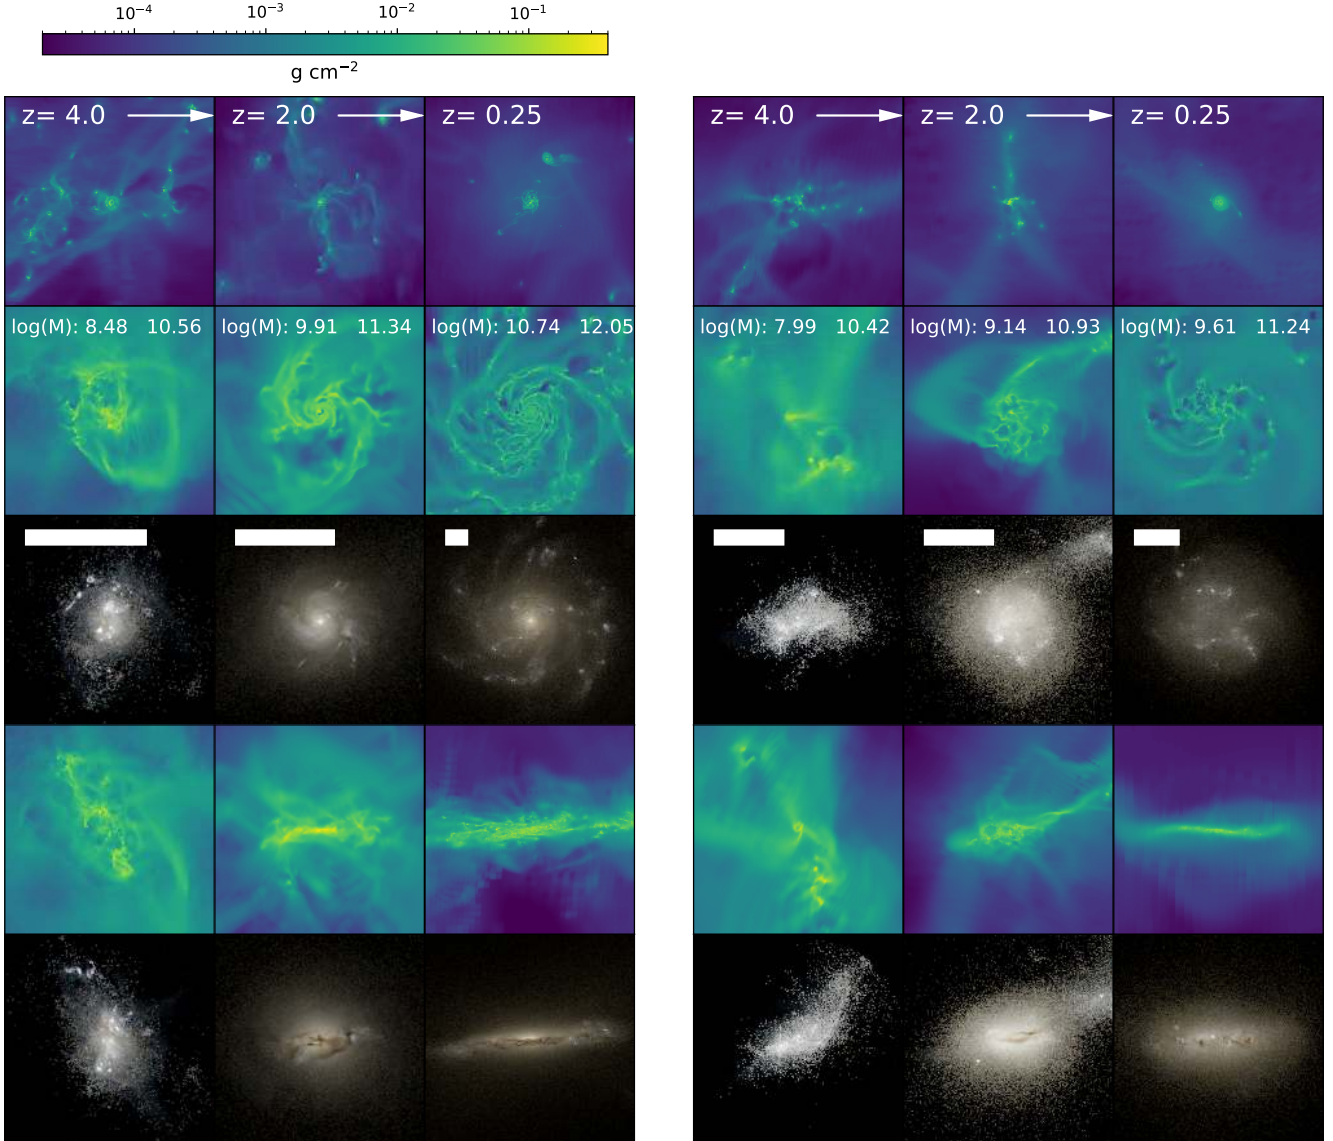 10⁻⁴ 10⁻³ 10⁻² 10⁻¹
g cm⁻²
z= 4.0 z= 2.0 z= 0.25
log(M): 8.48 10.56 log(M): 9.91 11.34 log(M): 10.74 12.05
z= 4.0 z= 2.0 z= 0.25
log(M): 7.99 10.42 log(M): 9.14 10.93 log(M): 9.61 11.24